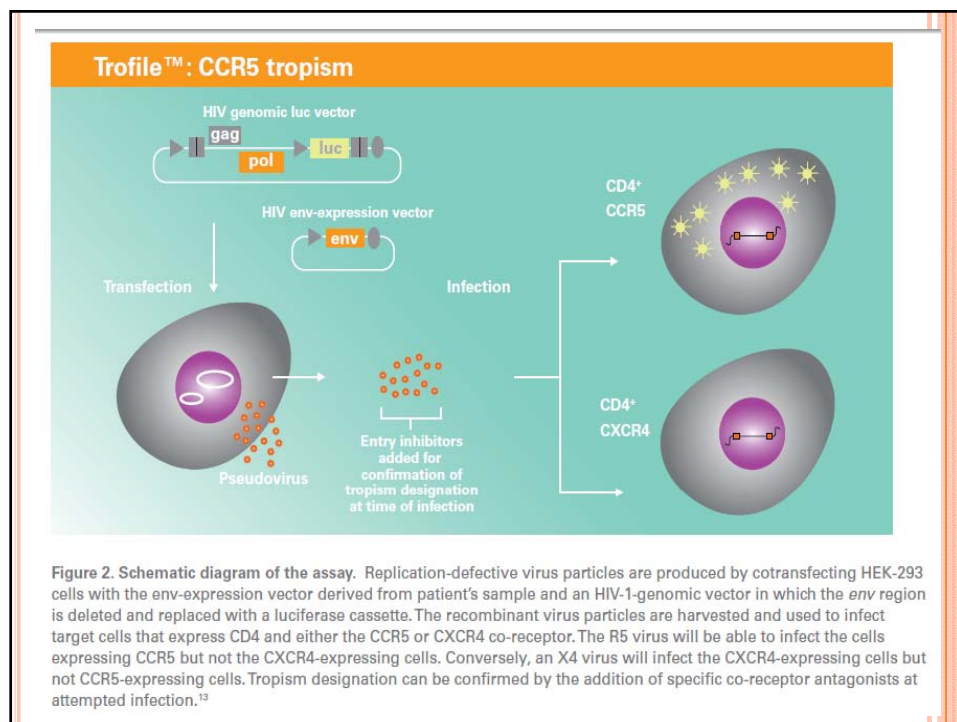 Trofile™: CCR5 tropism
HIV genomic luc vector
gag
pol
luc
HIV env-expression vector
env
Transfection
Infection
CD4⁺
CCR5
CD4⁺
CXCR4
Pseudovirus
Entry inhibitors
added for
confirmation of
tropism designation
at time of infection
Figure 2. Schematic diagram of the assay. Replication-defective virus particles are produced by cotransfecting HEK-293
cells with the env-expression vector derived from patient's sample and an HIV-1-genomic vector in which the env region
is deleted and replaced with a luciferase cassette. The recombinant virus particles are harvested and used to infect
target cells that express CD4 and either the CCR5 or CXCR4 co-receptor. The R5 virus will be able to infect the cells
expressing CCR5 but not the CXCR4-expressing cells. Conversely, an X4 virus will infect the CXCR4-expressing cells but
not CCR5-expressing cells. Tropism designation can be confirmed by the addition of specific co-receptor antagonists at
attempted infection.¹³